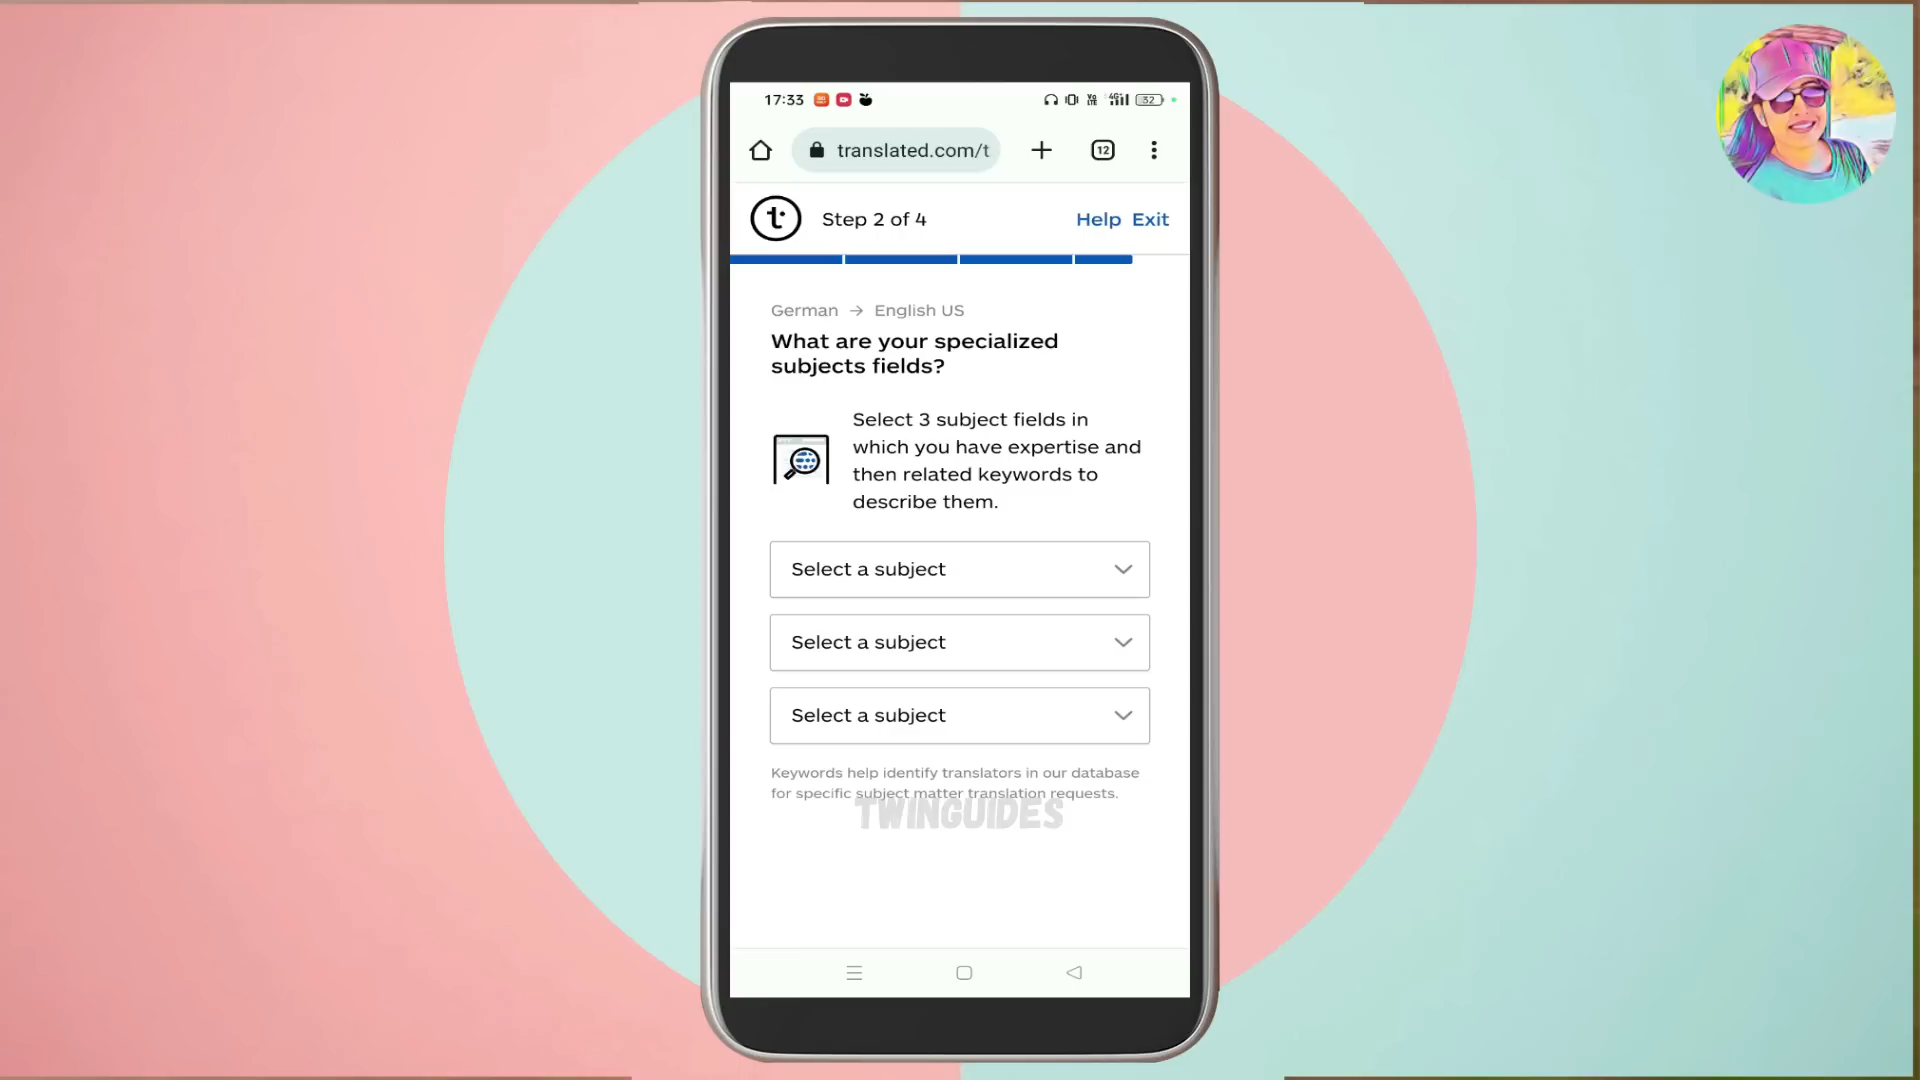 17:33
32
translated.com/t
12
t Step 2 of 4 Help Exit
German → English US
What are your specialized
subjects fields?
Select 3 subject fields in
which you have expertise and
then related keywords to
describe them.
Select a subject
Select a subject
Select a subject
Keywords help identify translators in our database
for specific subject matter translation requests.
TWINGUIDES